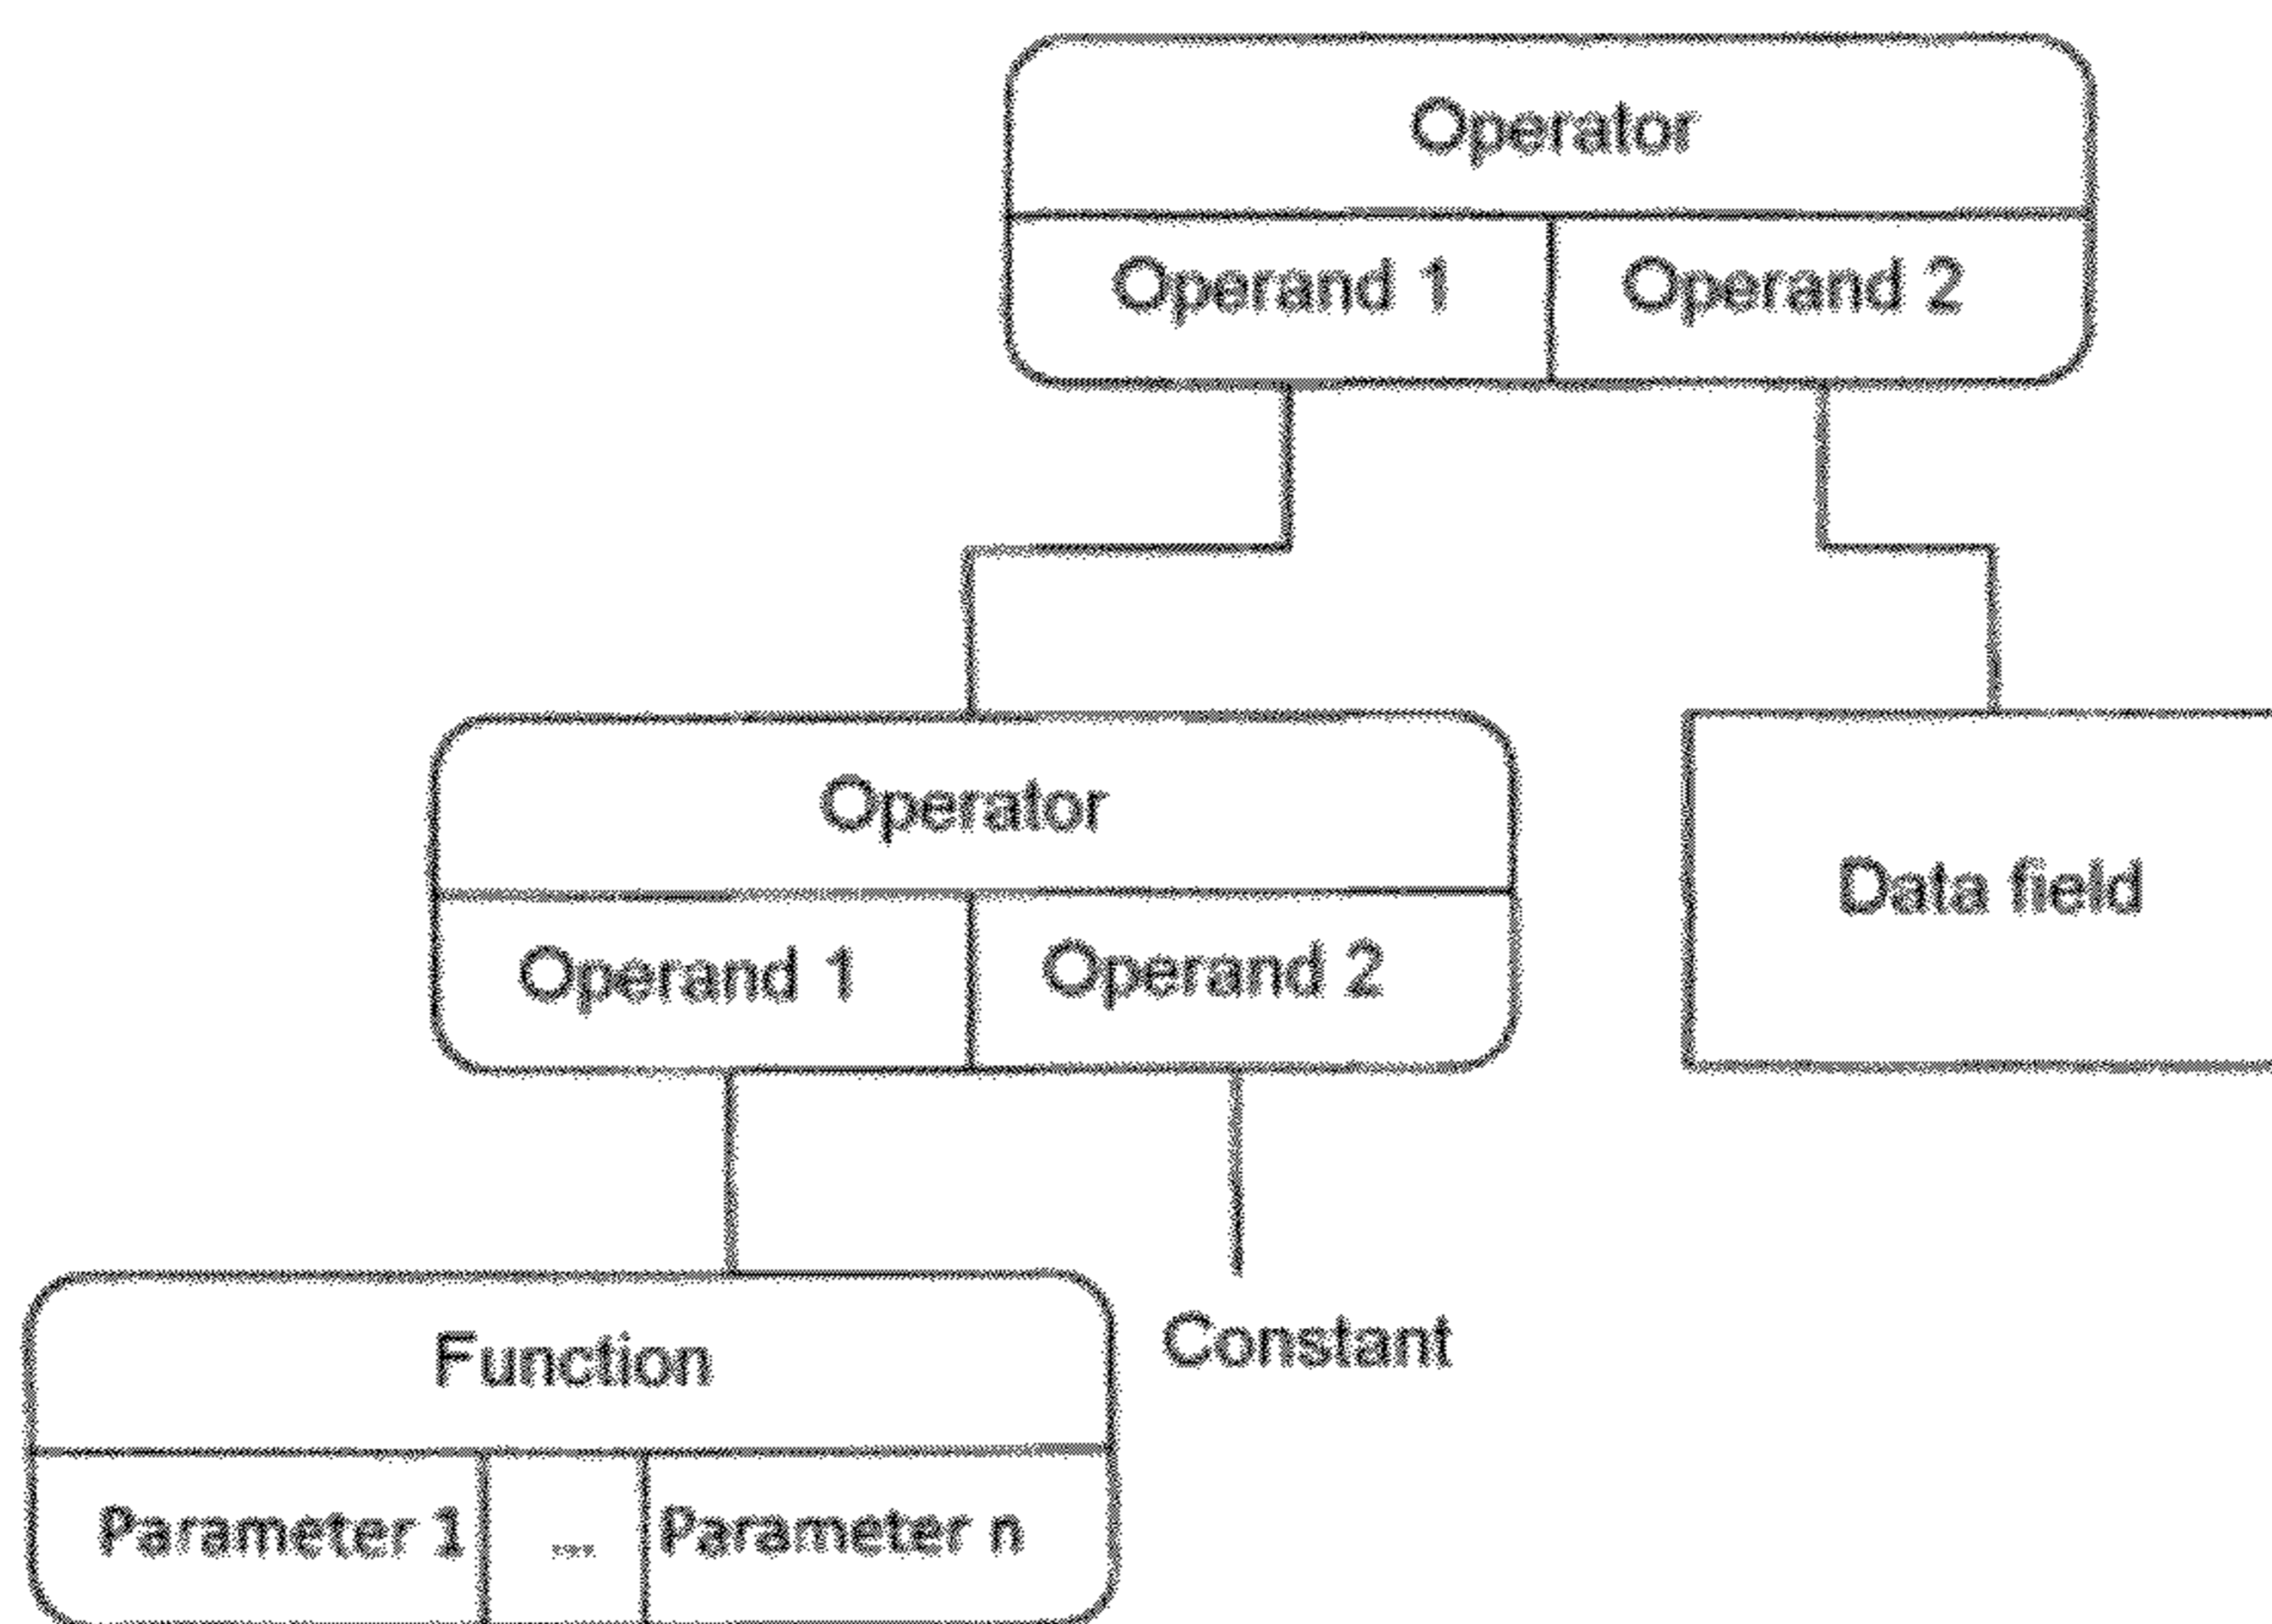 Operator
Operand 1 Operand 2
Operator
Data field
Operand 1 Operand 2
Function
Constant
Parameter 1 ... Parameter n